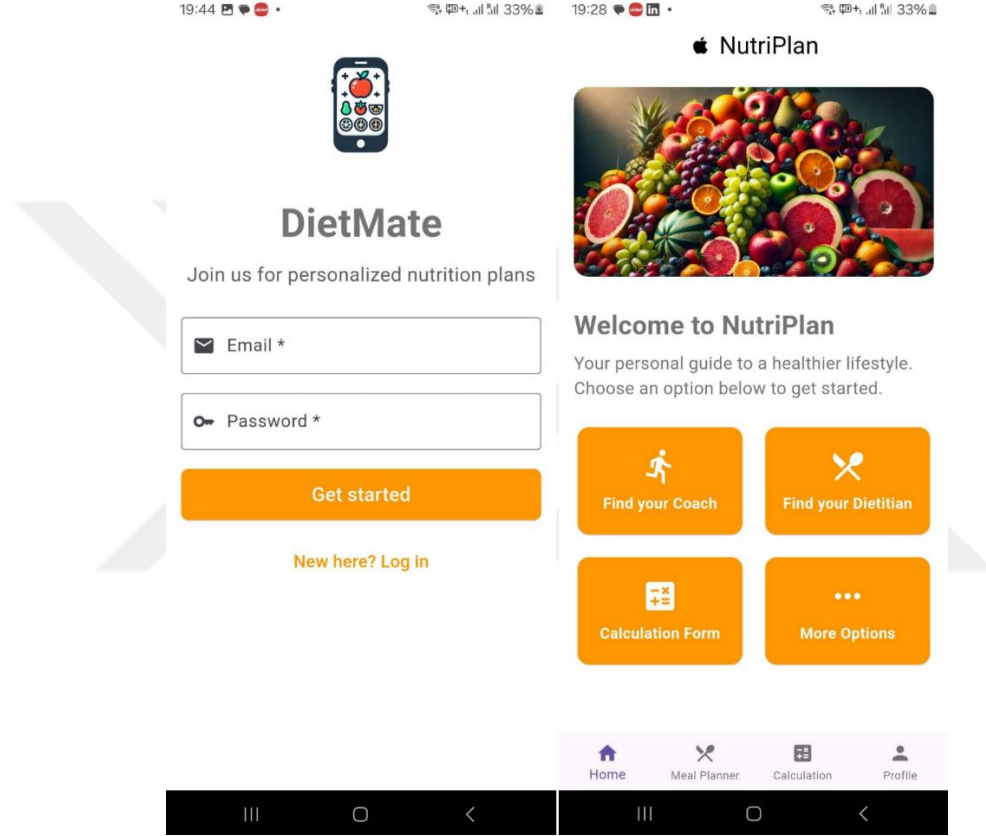 19:44
33%
DietMate
Join us for personalized nutrition plans
Email *
Password *
Get started
New here? Log in
19:28
33%
NutriPlan
Welcome to NutriPlan
Your personal guide to a healthier lifestyle.
Choose an option below to get started.
Find your Coach
Find your Dietitian
Calculation Form
More Options
Home
Meal Planner
Calculation
Profile